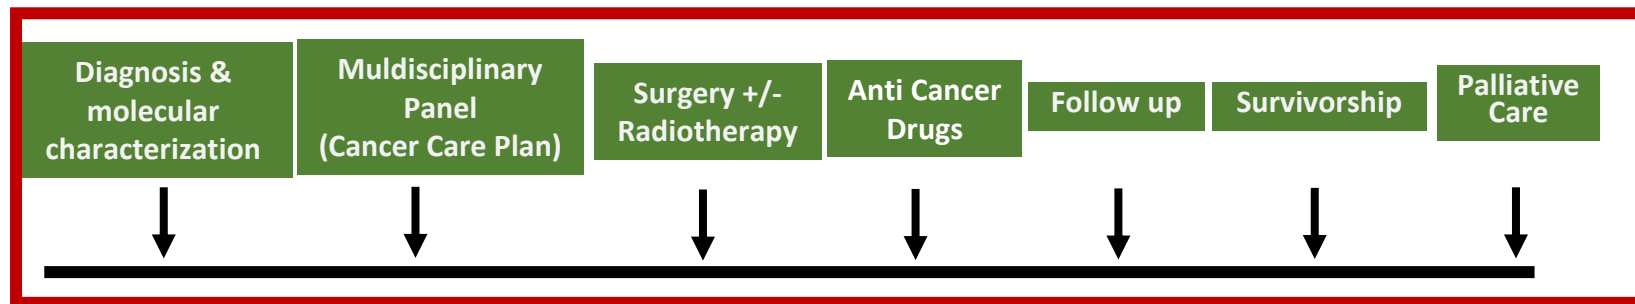 Diagnosis &
molecular
characterization
Muldisciplinary
Panel
(Cancer Care Plan)
Surgery +/-
Radiotherapy
Anti Cancer
Drugs
Follow up
Survivorship
Palliative
Care